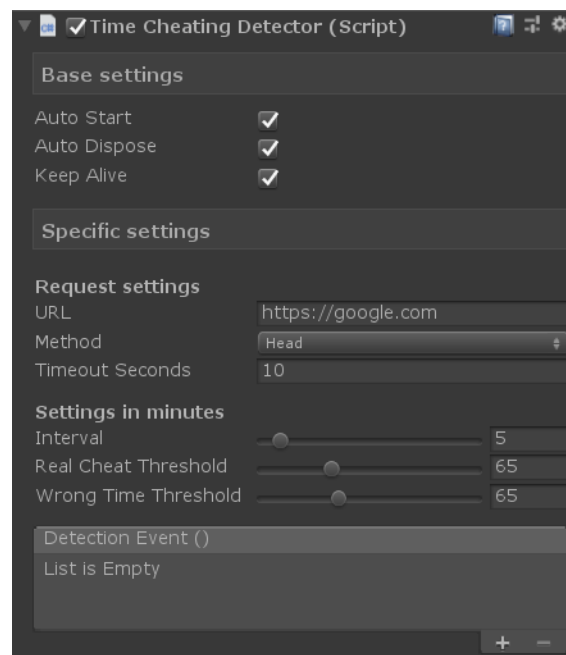 Time Cheating Detector (Script)
Base settings
Auto Start
Auto Dispose
Keep Alive
Specific settings
Request settings
URL https://google.com
Method Head
Timeout Seconds 10
Settings in minutes
Interval 5
Real Cheat Threshold 65
Wrong Time Threshold 65
Detection Event ()
List is Empty